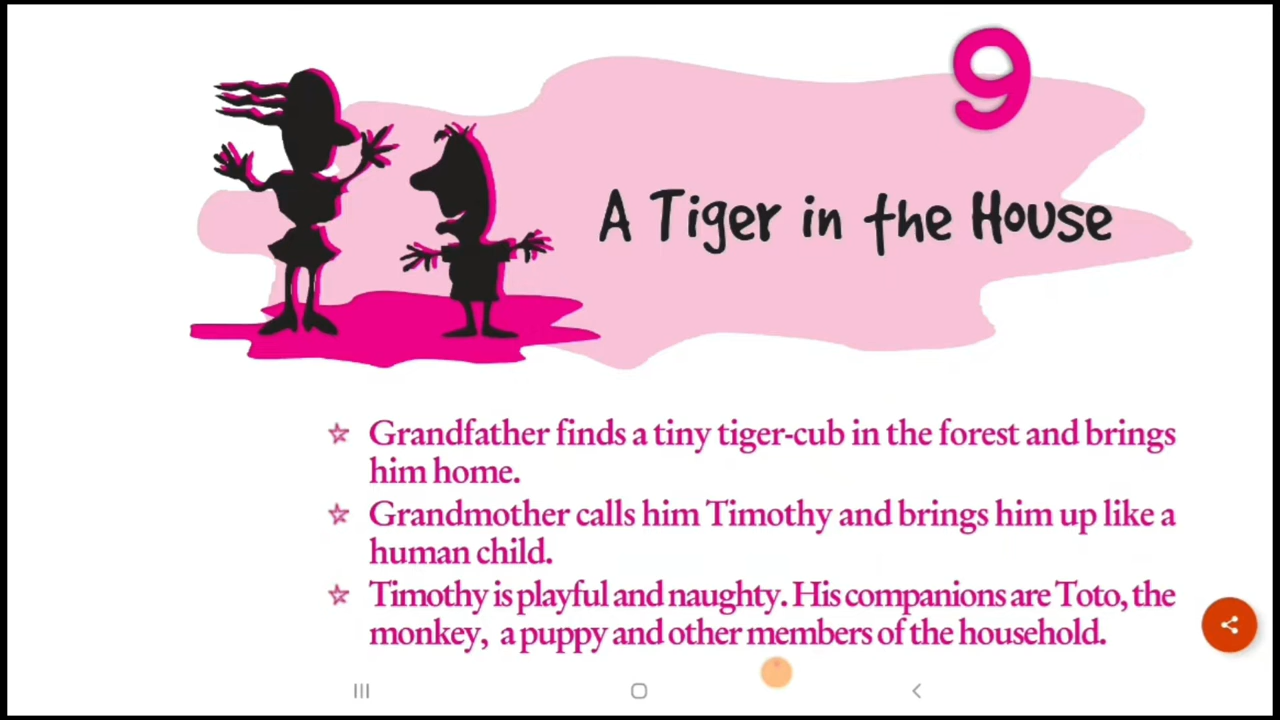 9
A Tiger in the House
Grandfather finds a tiny tiger-cub in the forest and brings
him home.
Grandmother calls him Timothy and brings him up like a
human child.
Timothy is playful and naughty. His companions are Toto, the
monkey, a puppy and other members of the household.